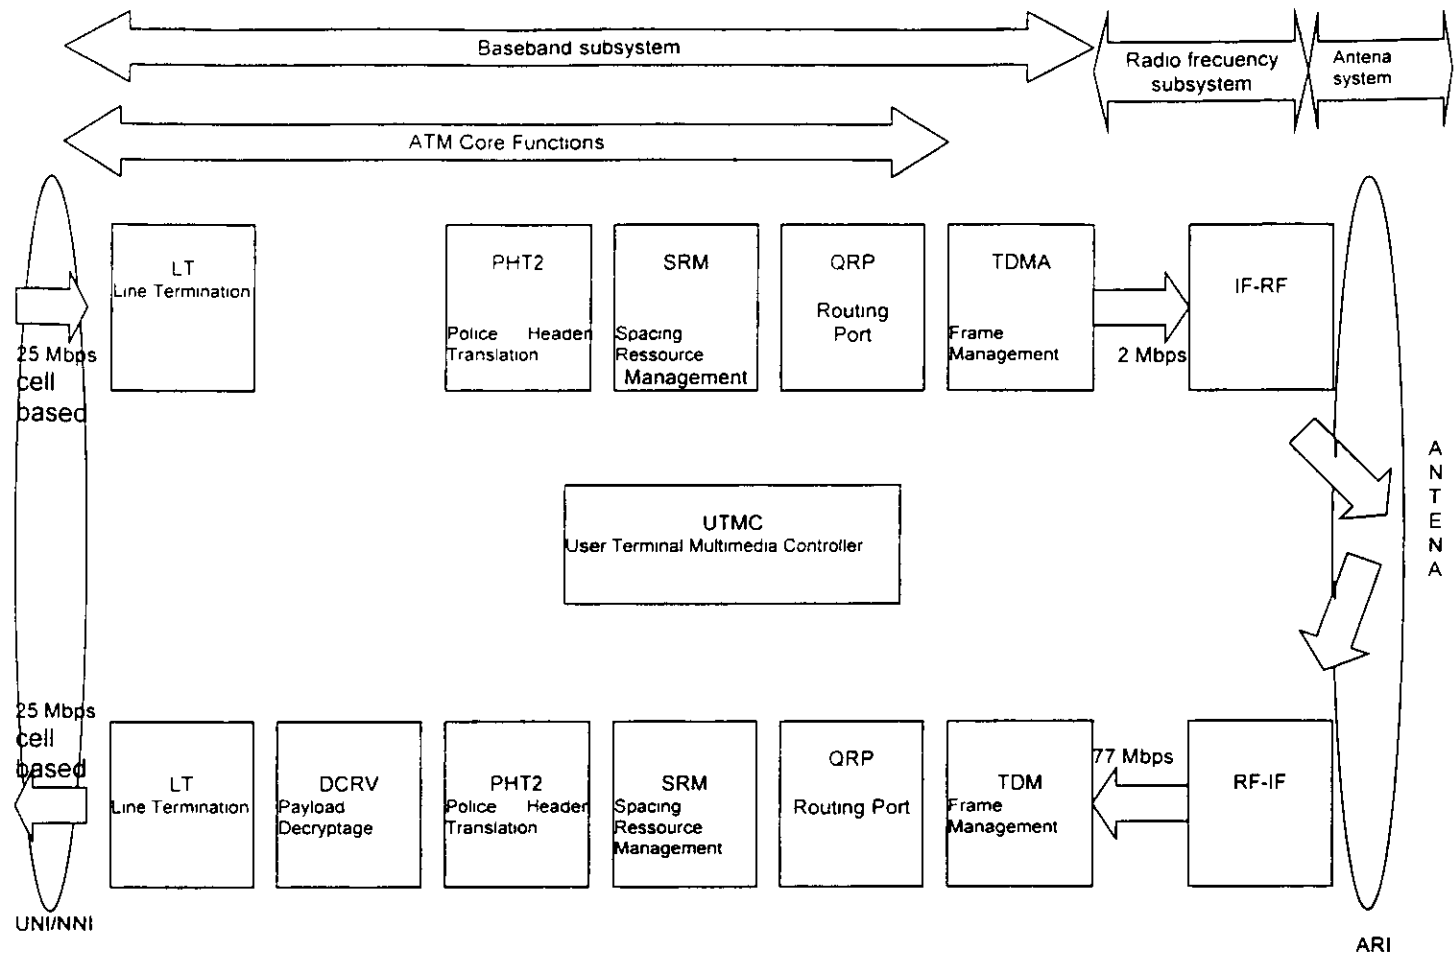 Baseband subsystem
Radio frecuency
subsystem
Antena
system
ATM Core Functions
LT
Line Termination
PHT2
Police Header
Translation
SRM
Spacing
Ressource
Management
QRP
Routing
Port
TDMA
Frame
Management
2 Mbps
IF-RF
25 Mbps
cell
based
ANTENA
UTMC
User Terminal Multimedia Controller
25 Mbps
cell
based
LT
Line Termination
DCRV
Payload
Decryptage
PHT2
Police Header
Translation
SRM
Spacing
Ressource
Management
QRP
Routing Port
TDM
Frame
Management
77 Mbps
RF-IF
UNI/NNI
ARI